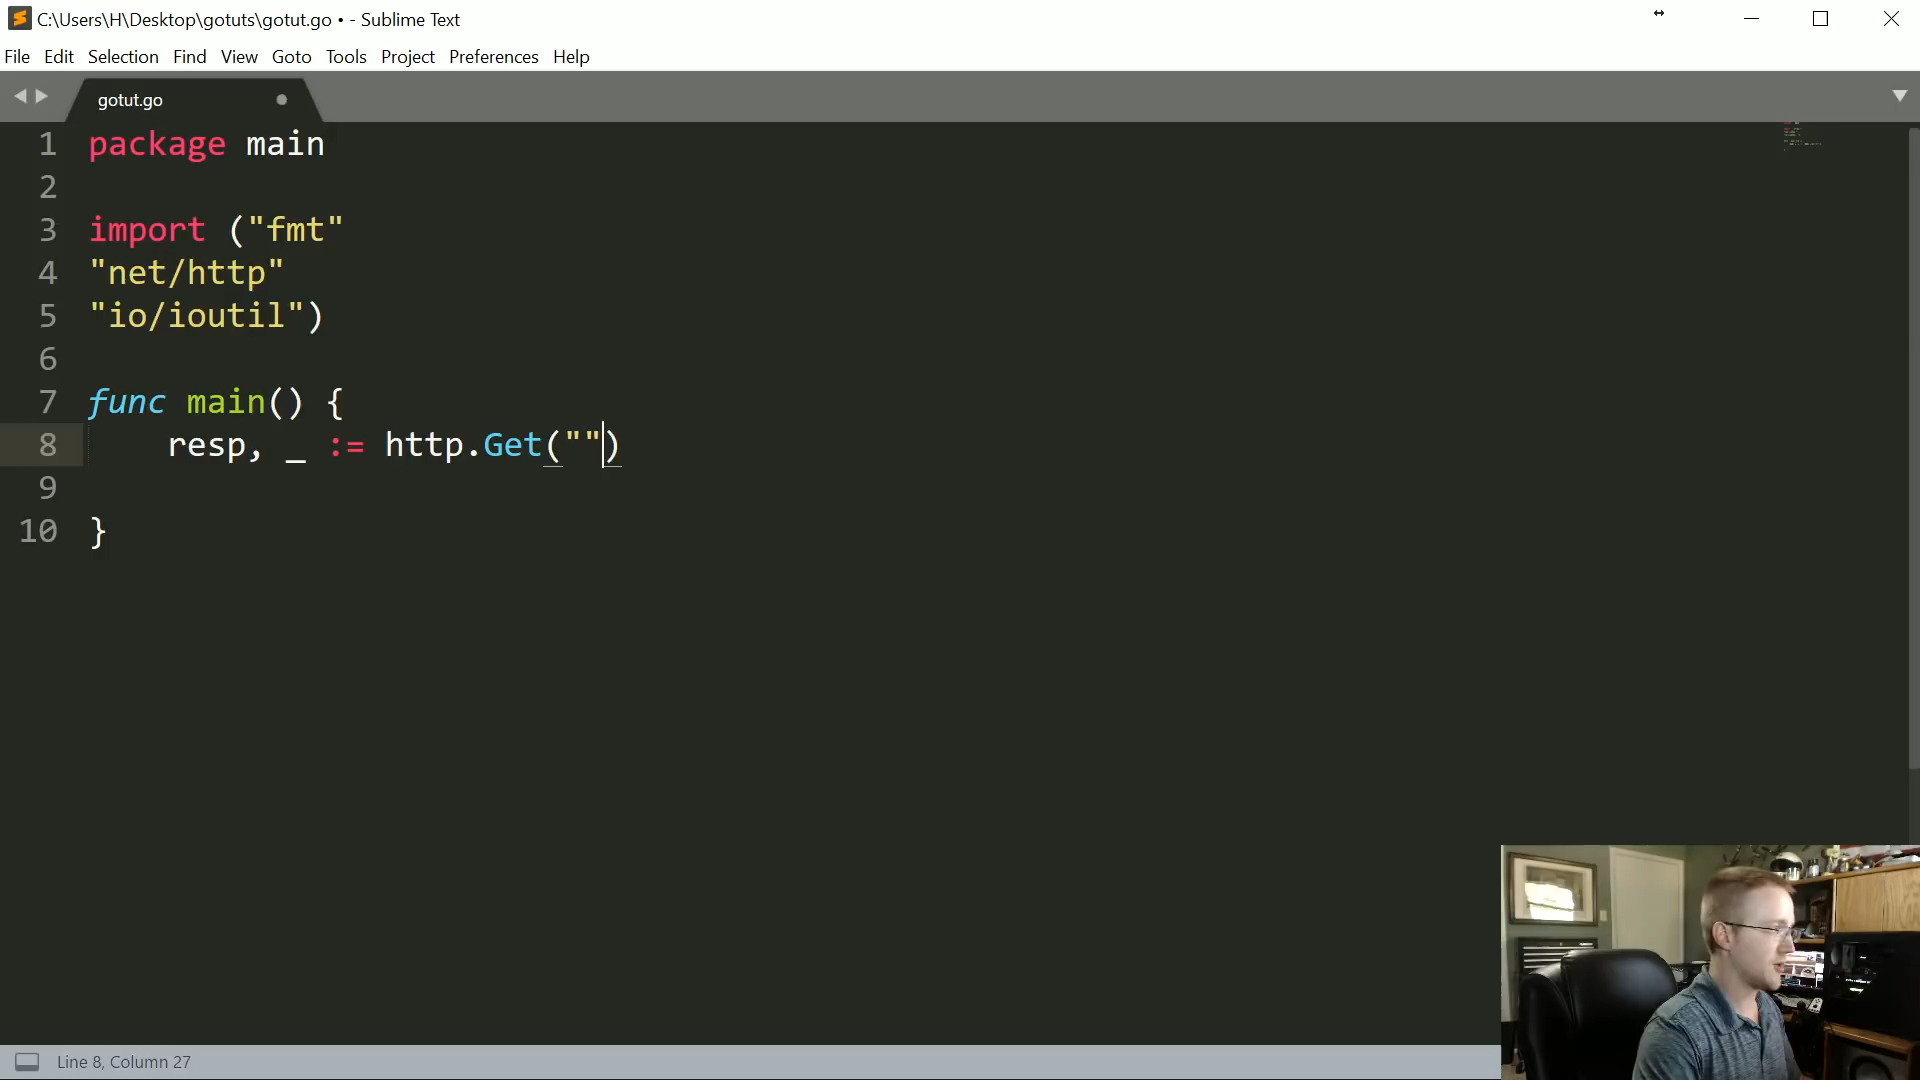 C:\Users\H\Desktop\gotuts\gotut.go • - Sublime Text
File Edit Selection Find View Goto Tools Project Preferences Help
gotut.go
1 package main
2
3 import ("fmt"
4 "net/http"
5 "io/ioutil")
6
7 func main() {
8 resp, _ := http.Get("")
9
10 }
Line 8, Column 27